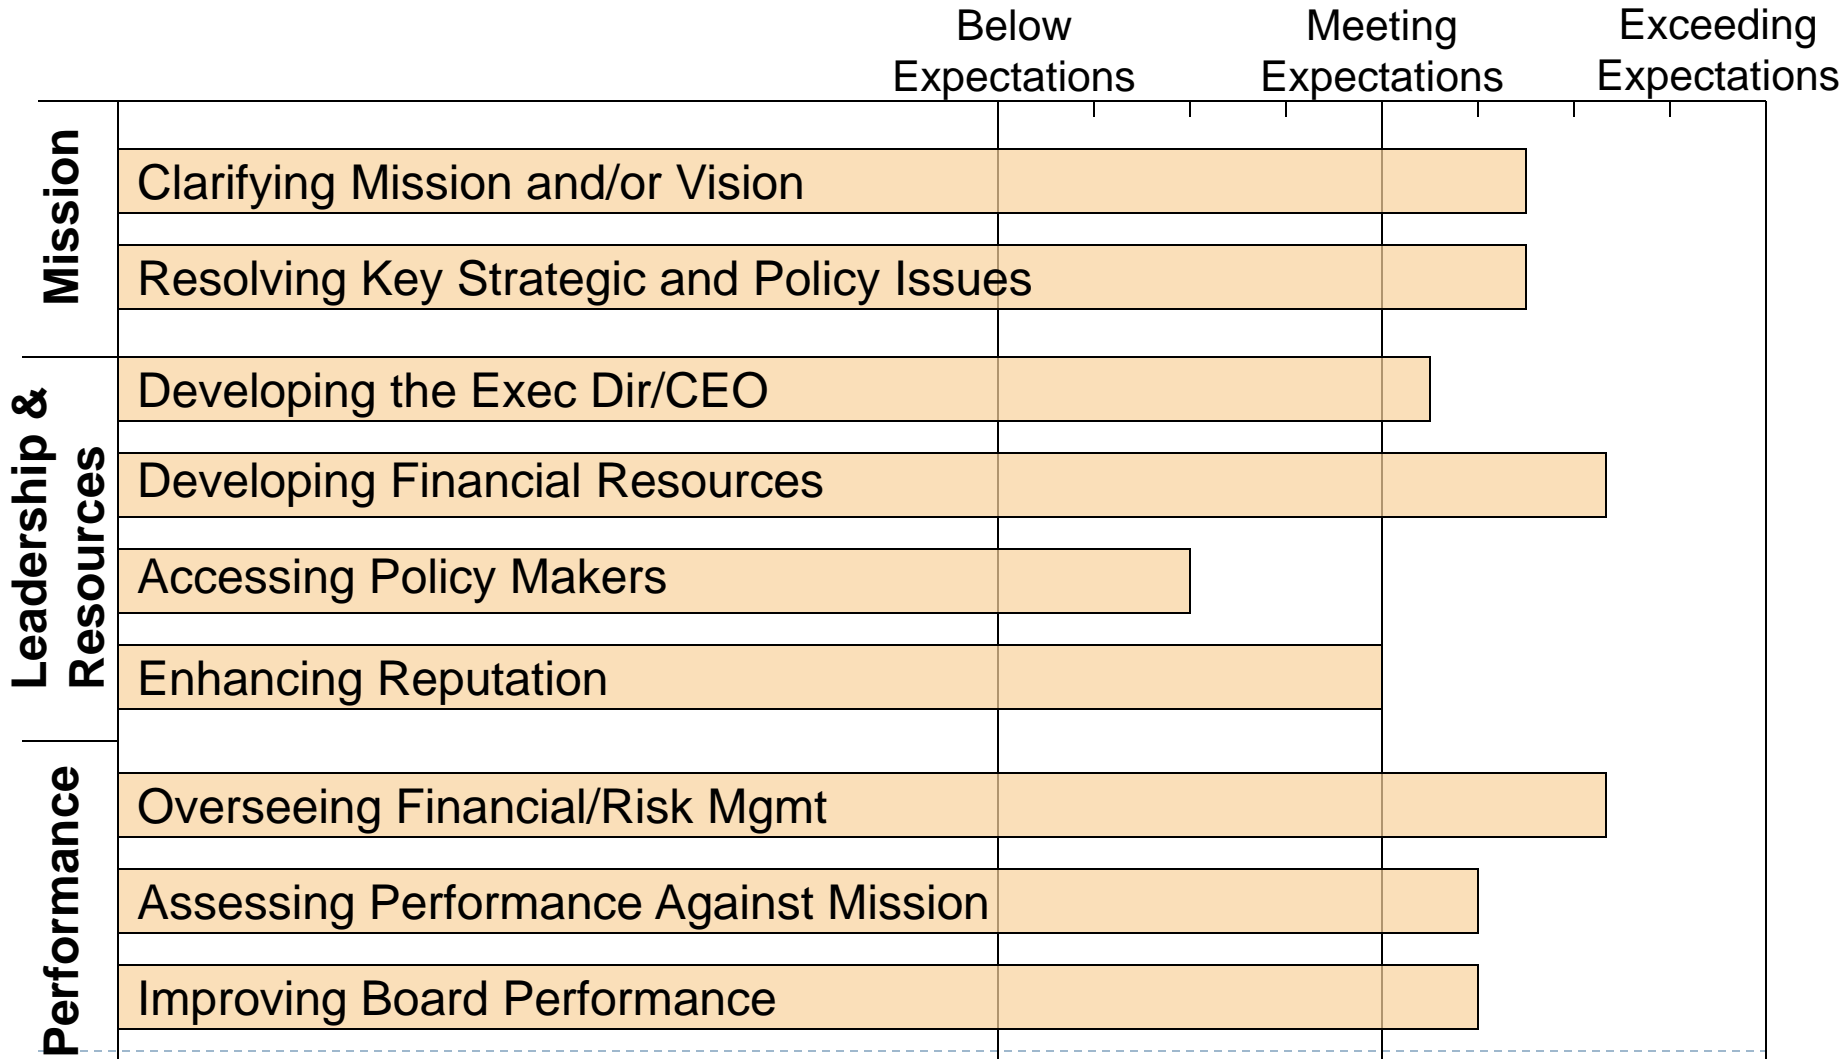 Below
Expectations
Meeting
Expectations
Exceeding
Expectations
Mission
Clarifying Mission and/or Vision
Resolving Key Strategic and Policy Issues
Leadership &
Resources
Developing the Exec Dir/CEO
Developing Financial Resources
Accessing Policy Makers
Enhancing Reputation
Performance
Overseeing Financial/Risk Mgmt
Assessing Performance Against Mission
Improving Board Performance